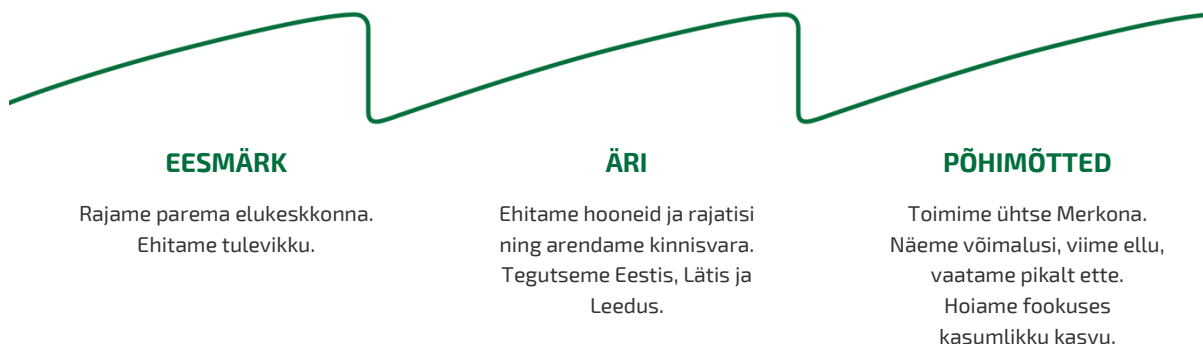 EESMÄRK
Rajame parema elukeskkonna.
Ehitame tulevikku.
ÄRI
Ehitame hooneid ja rajatisi
ning arendame kinnisvara.
Tegutseme Eestis, Lätis ja
Leedus.
PÕHIMÕTTED
Toimime ühtse Merkona.
Näeme võimalusi, viime ellu,
vaatame pikalt ette.
Hoiame fookuses
kasumlikku kasvu.